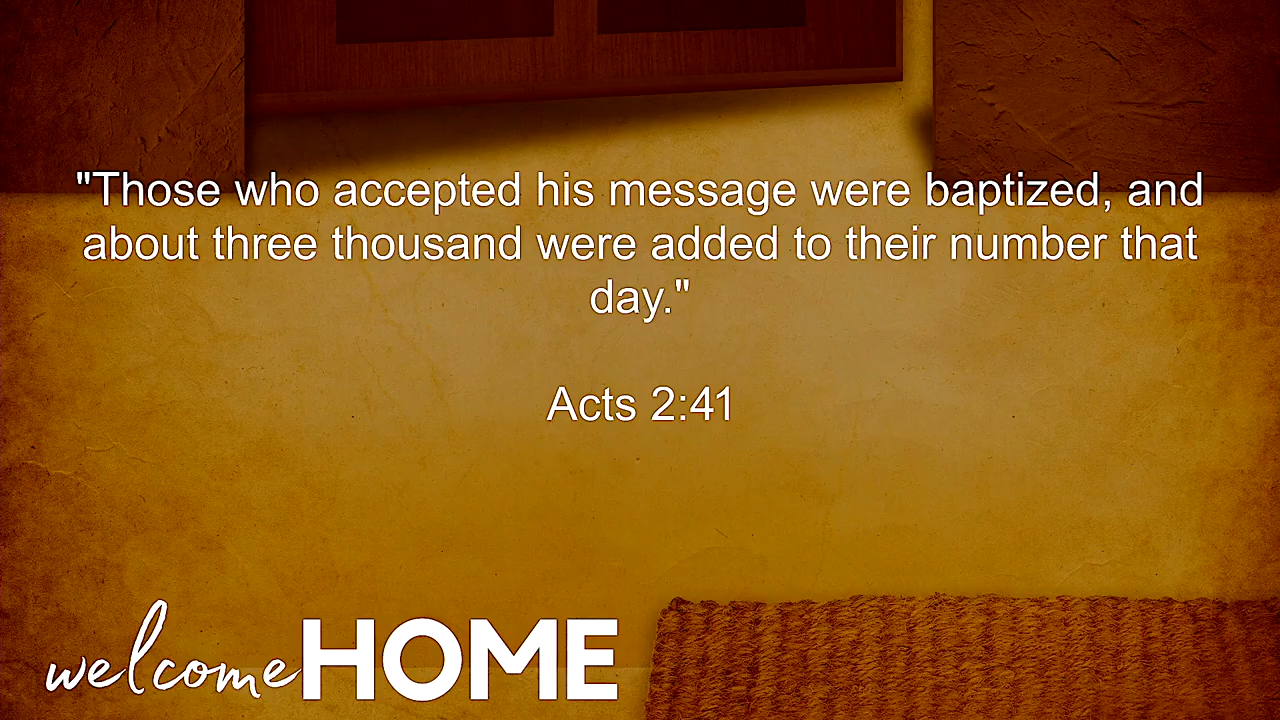 "Those who accepted his message were baptized, and
about three thousand were added to their number that
day."
Acts 2:41
welcomeHOME